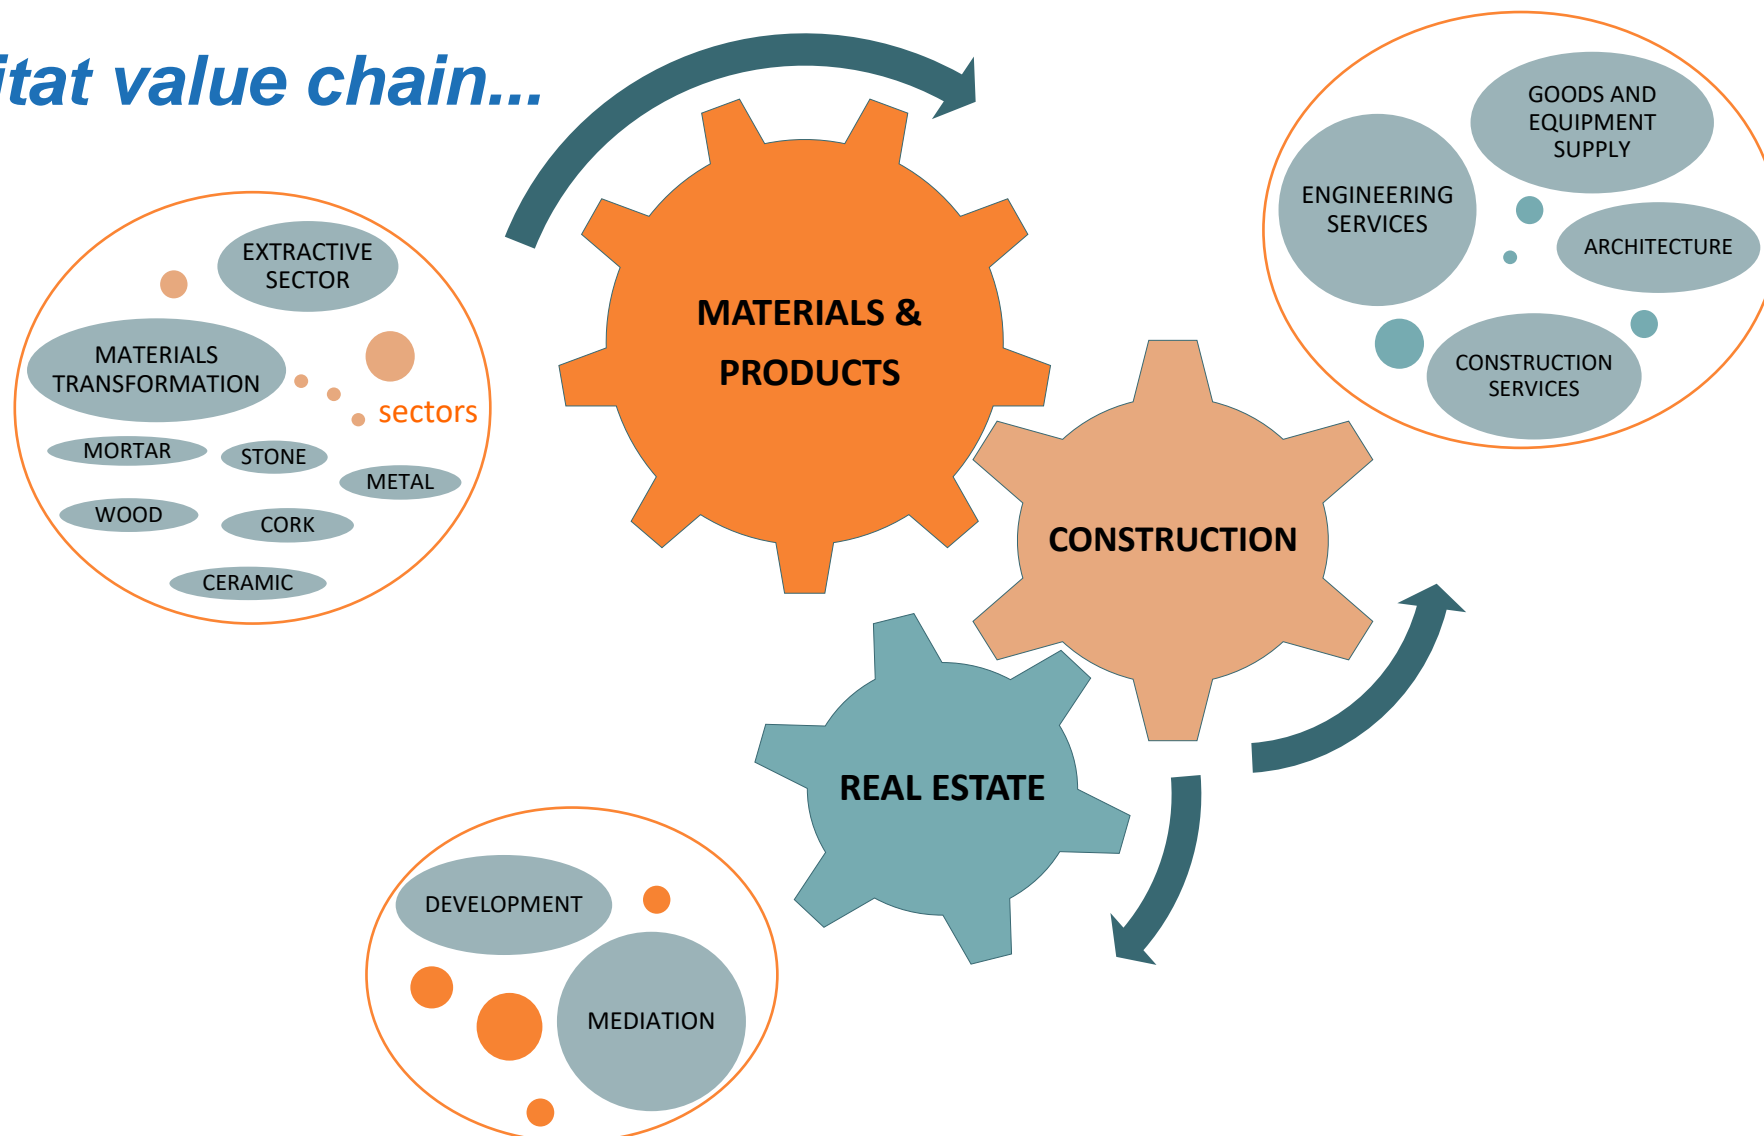 itat value chain...
EXTRACTIVE
SECTOR
MATERIALS
TRANSFORMATION
sectors
MORTAR
STONE
METAL
WOOD
CORK
CERAMIC
MATERIALS &
PRODUCTS
CONSTRUCTION
REAL ESTATE
GOODS AND
EQUIPMENT
SUPPLY
ENGINEERING
SERVICES
ARCHITECTURE
CONSTRUCTION
SERVICES
DEVELOPMENT
MEDIATION